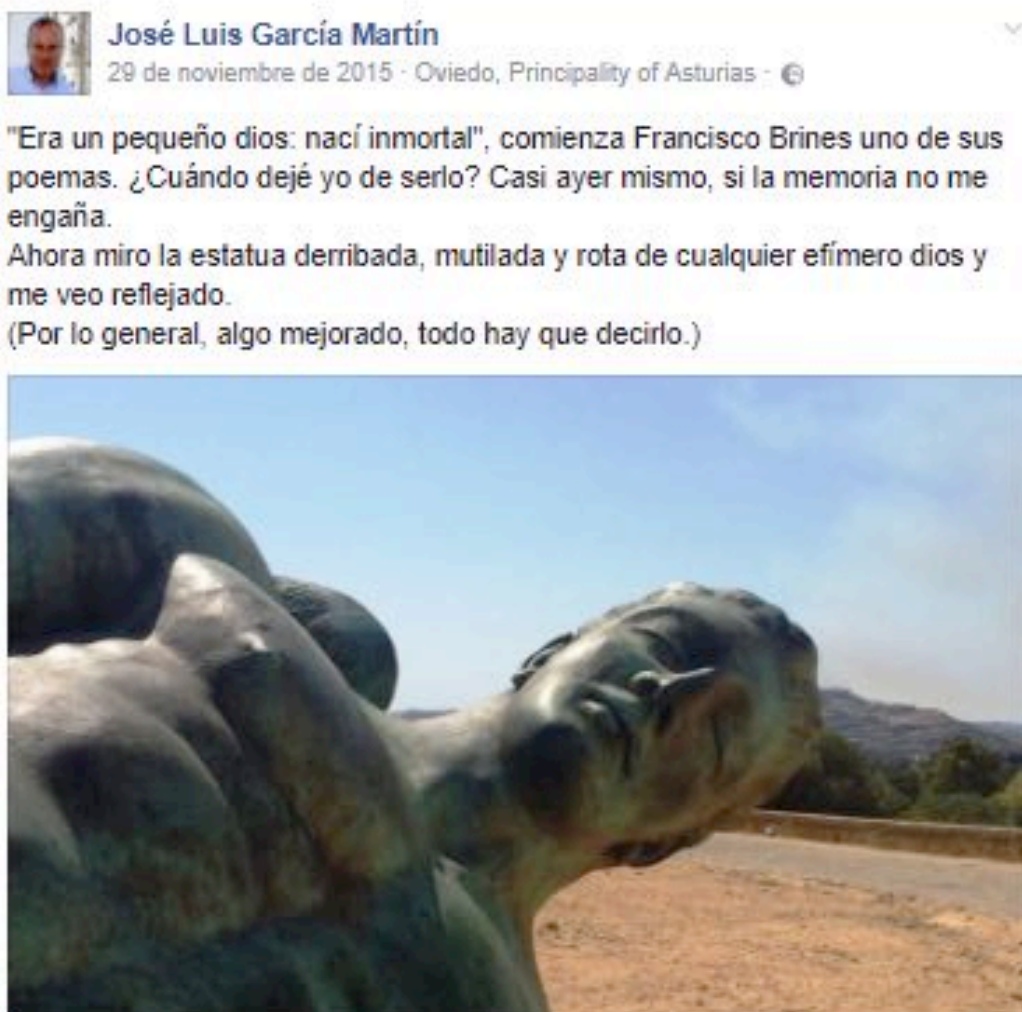 José Luis García Martín
29 de noviembre de 2015 · Oviedo, Principality of Asturias ·
"Era un pequeño dios: nací inmortal", comienza Francisco Brines uno de sus
poemas. ¿Cuándo dejé yo de serlo? Casi ayer mismo, si la memoria no me
engaña.
Ahora miro la estatua derribada, mutilada y rota de cualquier efímero dios y
me veo reflejado.
(Por lo general, algo mejorado, todo hay que decirlo.)